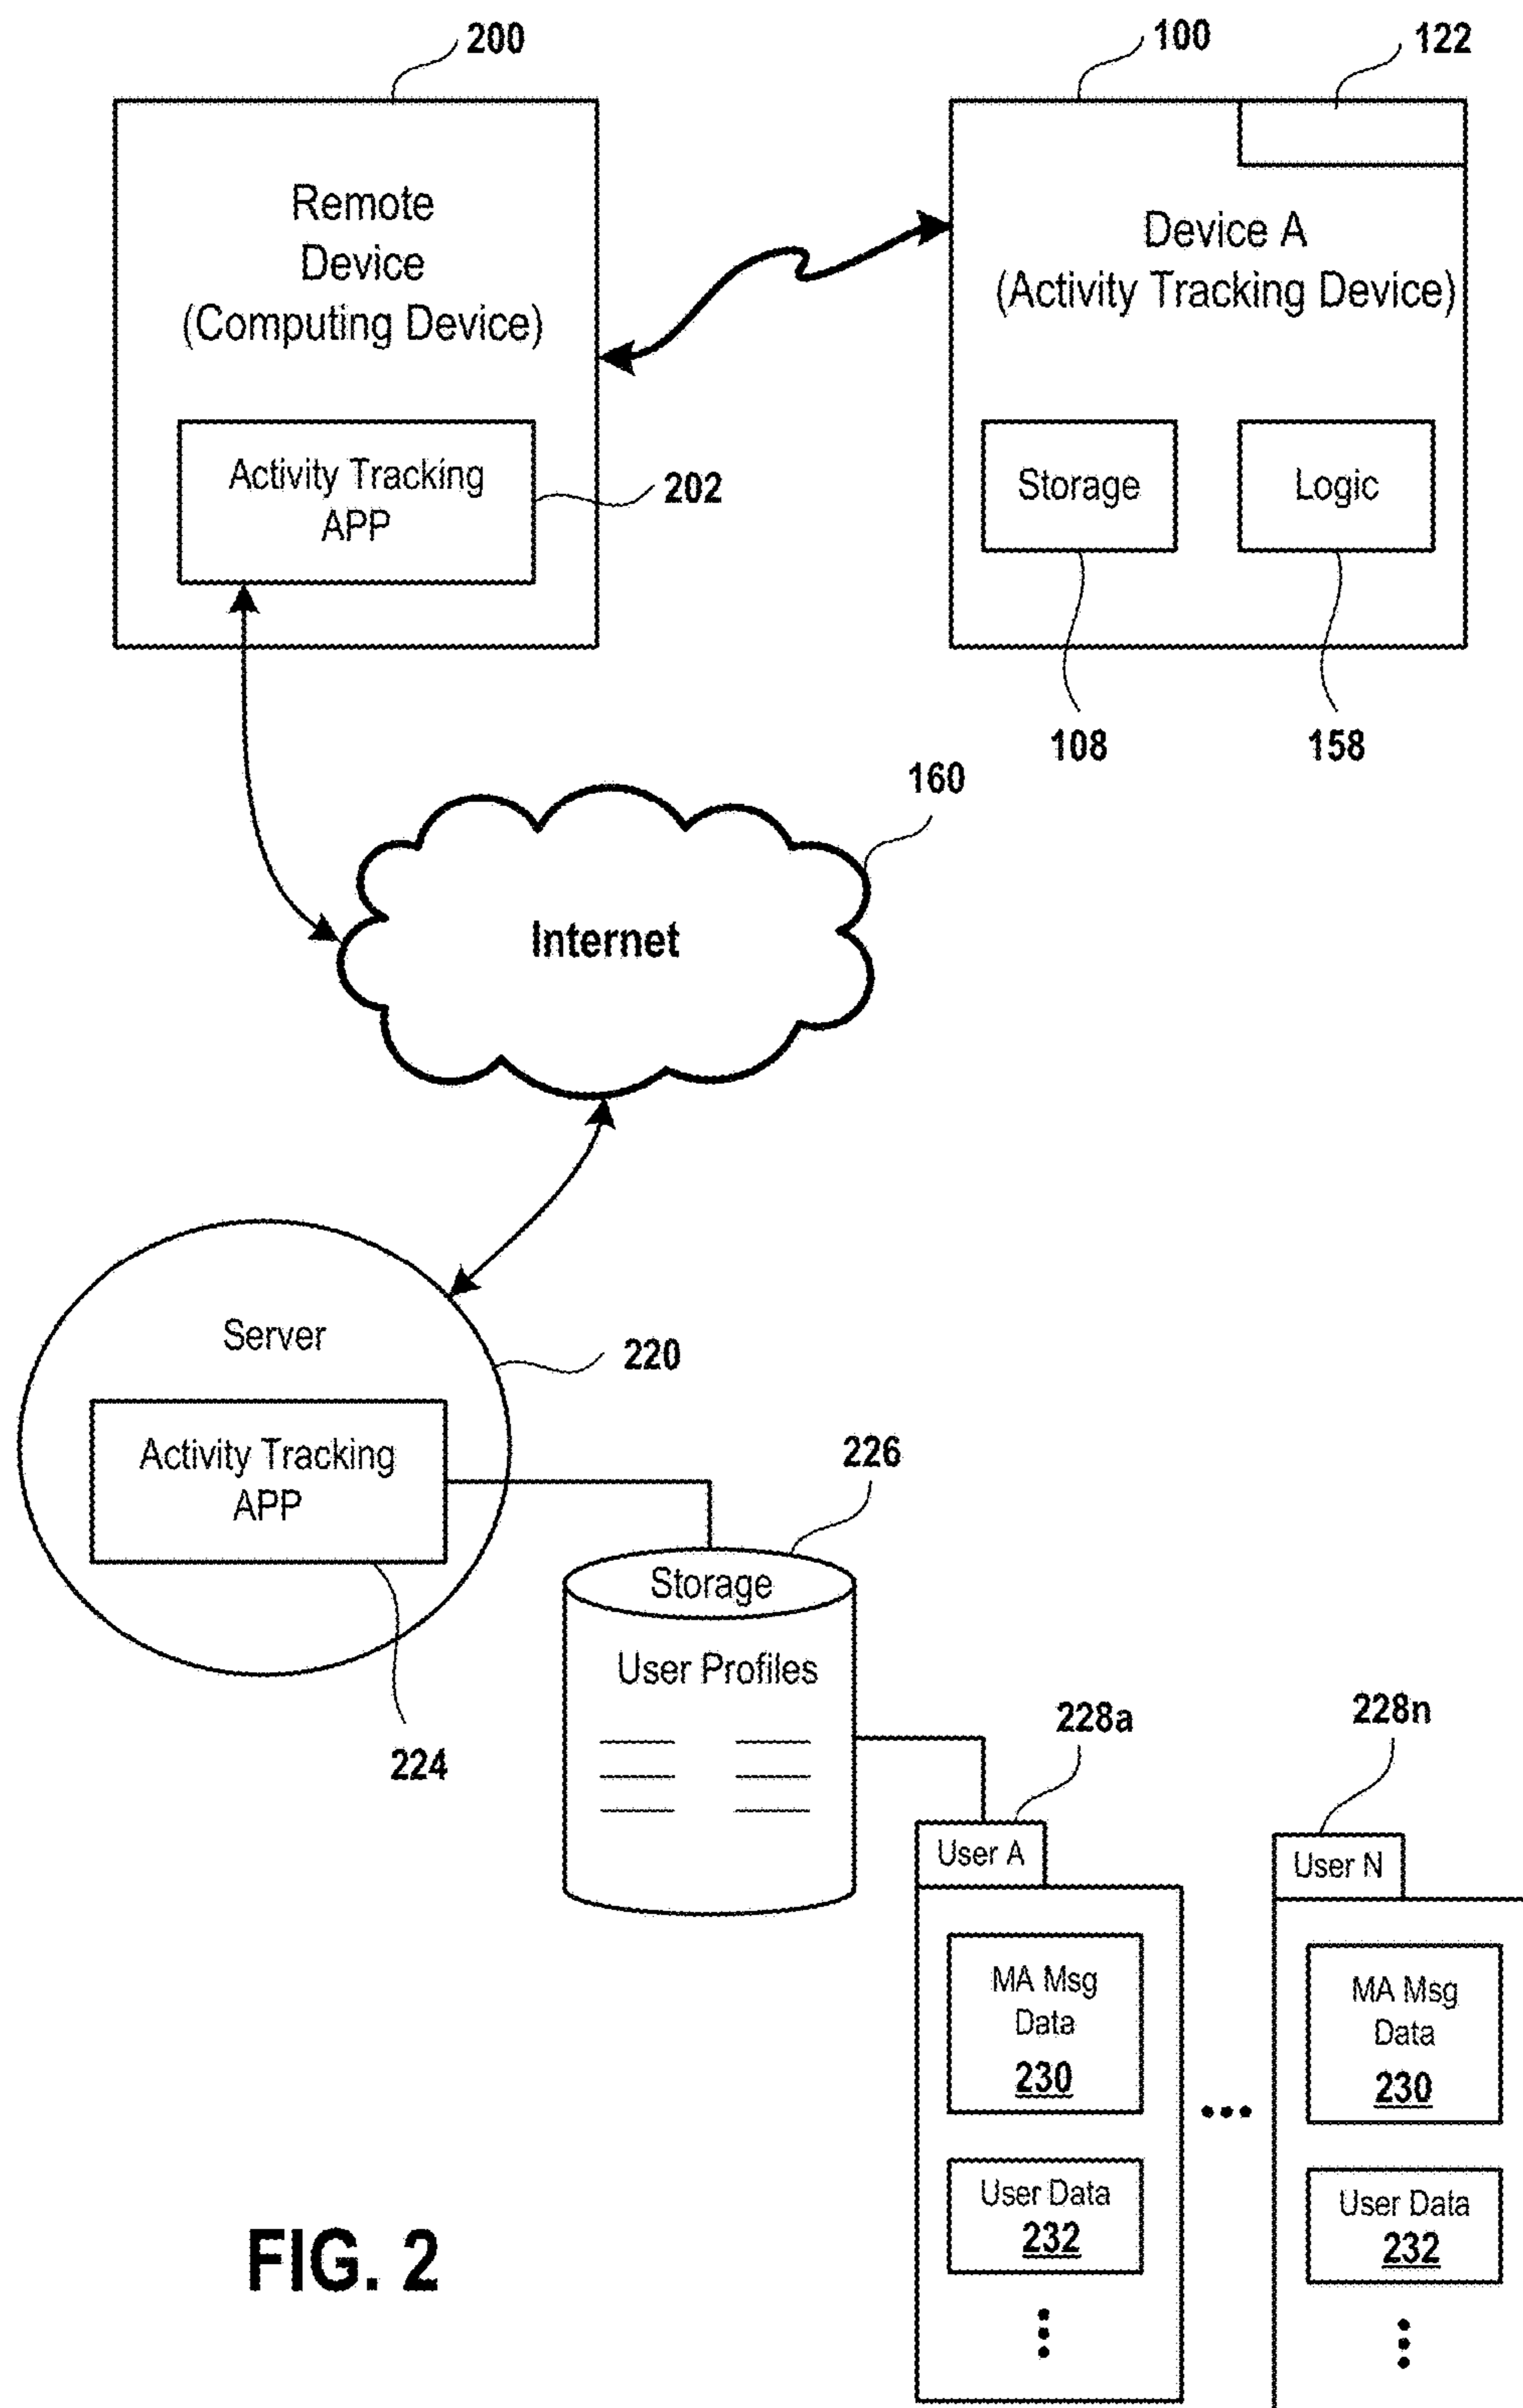 200
100
122
Remote
Device
(Computing Device)
Device A
(Activity Tracking Device)
Activity Tracking
APP
202
Storage
Logic
108
158
160
Internet
Server
220
Activity Tracking
APP
224
226
Storage
User Profiles
228a
228n
User A
User N
MA Msg
Data
230
MA Msg
Data
230
User Data
232
User Data
232
FIG. 2